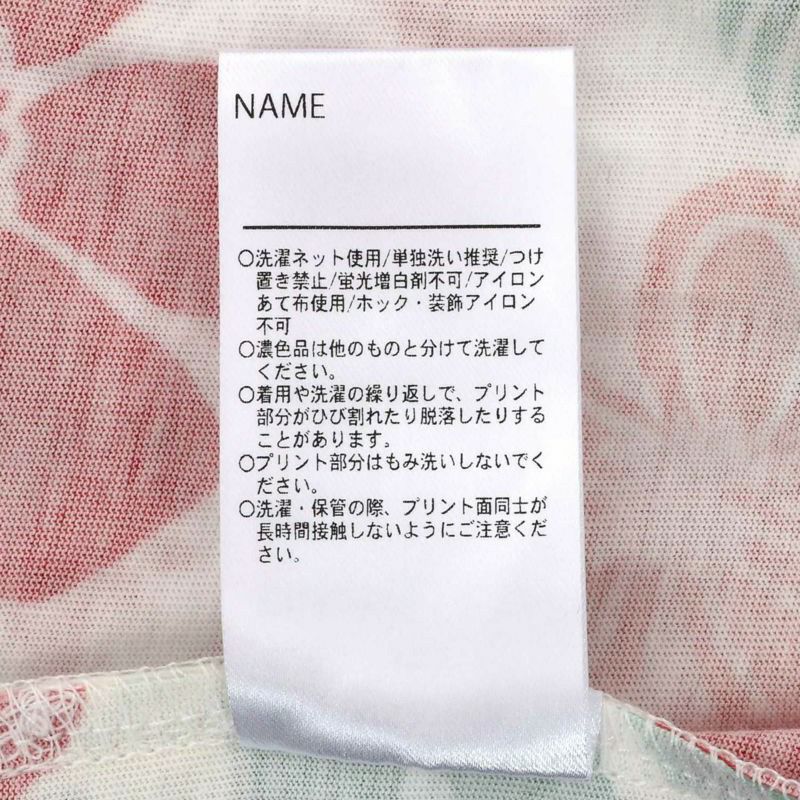 NAME
○洗濯ネット使用/単独洗い推奨/つけ
置き禁止/蛍光増白剤不可/アイロン
あて布使用/ホック・装飾アイロン
不可
○濃色品は他のものと分けて洗濯して
ください。
○着用や洗濯の繰り返しで、プリント
部分がひび割れたり脱落したりする
ことがあります。
○プリント部分はもみ洗いしないでく
ださい。
○洗濯・保管の際、プリント面同士が
長時間接触しないようにご注意くだ
さい。